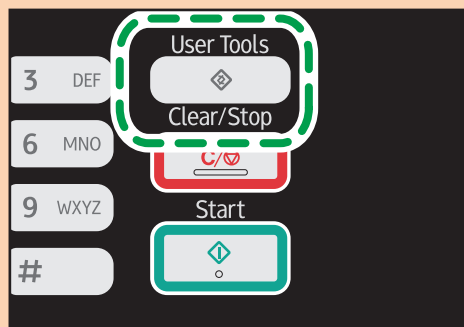 User Tools
3 DEF
Clear/Stop
6 MNO
C/
9 WXYZ
Start
#